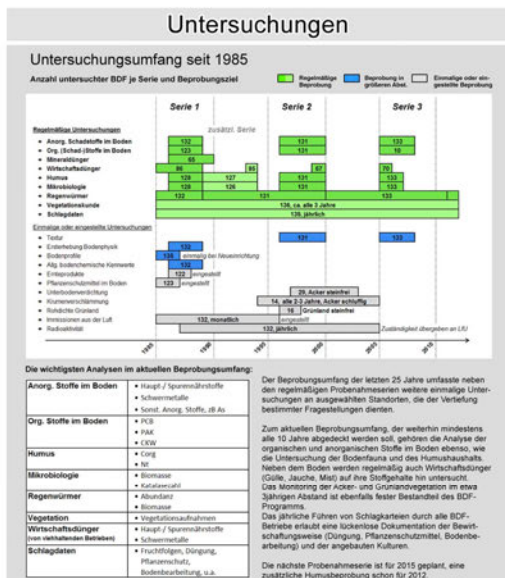 Untersuchungen
Untersuchungsumfang seit 1985
Anzahl untersuchter BDF je Serie und Beprobungsziel
Regelmäßige Beprobung
Beprobung in größeren Abst.
Einmalige oder eingestellte Beprobung
Serie 1 Serie 2 Serie 3
Regelmäßige Untersuchungen zusätzl. Serie
Anorg. Schadstoffe im Boden 132 131 133
Org. (Schad-)Stoffe im Boden 123 131 10
Mineraldünger 68
Wirtschaftsdünger 86 67 70
Humus 128 127 131 133
Mikrobiologie 128 126 131 133
Regenwürmer 132 131 133
Vegetationskunde 136, ca. alle 3 Jahre
Schlagdaten 139, jährlich
Einmalige oder eingestellte Untersuchungen
Textur 131 133
Ersterhebung Bodenphysik 132
Bodenprofile einmalig bei Neueinrichtung
Allg. bodenchemische Kennwerte 132
Ernteprodukte 132 eingestellt
Pflanzenschutzmittel im Boden 123 eingestellt
Unterbodenverdichtung 29, Acker steinfrei
Krumenverschlämmung 14, alle 2-3 Jahre, Acker schluffig
Rohdichte Grünland 16 Grünland steinfrei
Immissionen aus der Luft 132, monatlich eingestellt
Radioaktivität 132, jährlich Zuständigkeit übergeben an LfU
1985 1990 1995 2000 2005 2010
Die wichtigsten Analysen im aktuellen Beprobungsumfang:
Anorg. Stoffe im Boden
• Haupt-/ Spurennährstoffe
• Schwermetalle
• Sonst. Anorg. Stoffe, zB As
Org. Stoffe im Boden
• PCB
• PAK
• CKW
Humus
• Corg
• Nt
Mikrobiologie
• Biomasse
• Katalasezahl
Regenwürmer
• Abundanz
• Biomasse
Vegetation
• Vegetationsaufnahmen
Wirtschaftsdünger
(von viehhaltenden Betrieben)
• Haupt-/ Spurennährstoffe
• Schwermetalle
Schlagdaten
• Fruchtfolgen, Düngung,
Pflanzenschutz,
Bodenbearbeitung, u.a.
Der Beprobungsumfang der letzten 25 Jahre umfasste neben
den regelmäßigen Probenahmeserien weitere einmalige Unter-
suchungen an ausgewählten Standorten, die der Vertiefung
bestimmter Fragestellungen dienten.
Zum aktuellen Beprobungsumfang, der weiterhin mindestens
alle 10 Jahre abgedeckt werden soll, gehören die Analyse der
organischen und anorganischen Stoffe im Boden ebenso, wie
die Untersuchung der Bodenfauna und des Humushaushalts.
Neben dem Boden werden regelmäßig auch Wirtschaftsdünger
(Gülle, Jauche, Mist) auf ihre Stoffgehalte hin untersucht.
Das Monitoring der Acker- und Grünlandvegetation im etwa
3jährigen Abstand ist ebenfalls fester Bestandteil des BDF-
Programms.
Das jährliche Führen von Schlagkarteien durch alle BDF-
Betriebe erlaubt eine lückenlose Dokumentation der Bewirt-
schaftungsweise (Düngung, Pflanzenschutzmittel, Bodenbe-
arbeitung) und der angebauten Kulturen.
Die nächste Probenahmeserie ist für 2015 geplant, eine
zusätzliche Humusbeprobung schon für 2012.